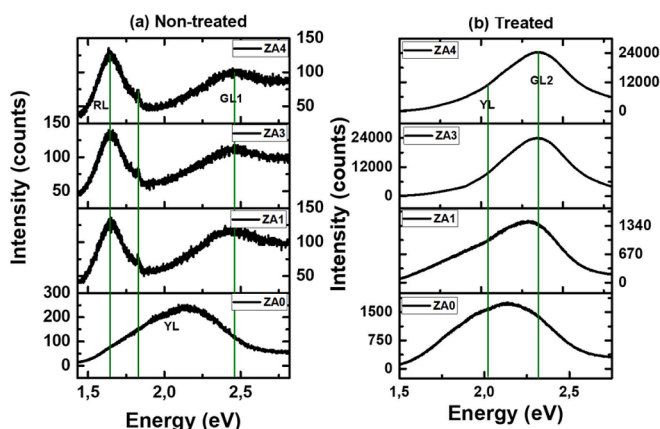 (a) Non-treated
Intensity (counts)
ZA4
RL
GL1
150
100
50
ZA3
150
100
50
ZA1
150
100
50
ZA0
YL
300
200
100
0
1,5
2,0
2,5
Energy (eV)
(b) Treated
Intensity (counts)
ZA4
YL
GL2
24000
12000
0
ZA3
24000
12000
0
ZA1
1340
670
0
ZA0
1500
750
0
1,5
2,0
2,5
Energy (eV)